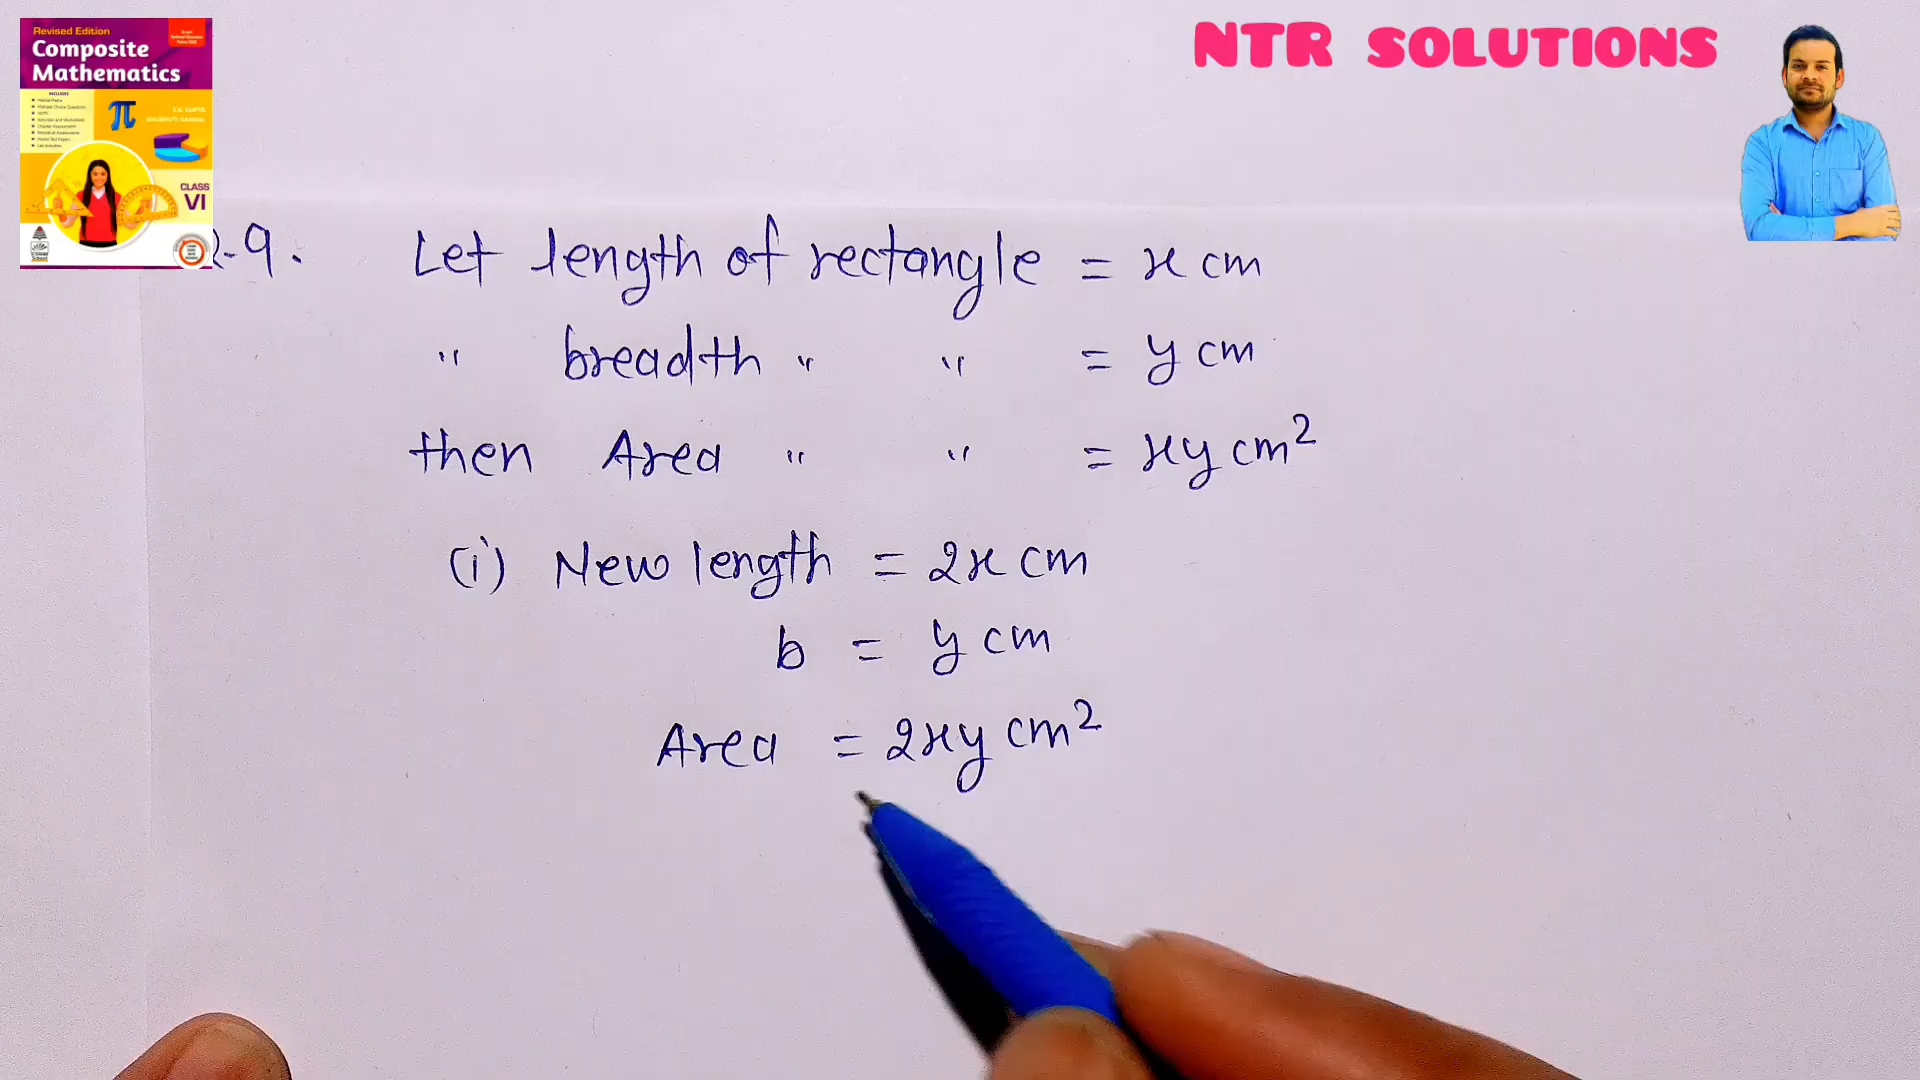 NTR SOLUTIONS
Revised Edition
Composite
Mathematics
INCLUDES
π
CLASS
VI
.9. Let length of rectangle = x cm
" breadth " " = y cm
then Area " " = xy cm²
(i) New length = 2x cm
b = y cm
Area = 2xy cm²